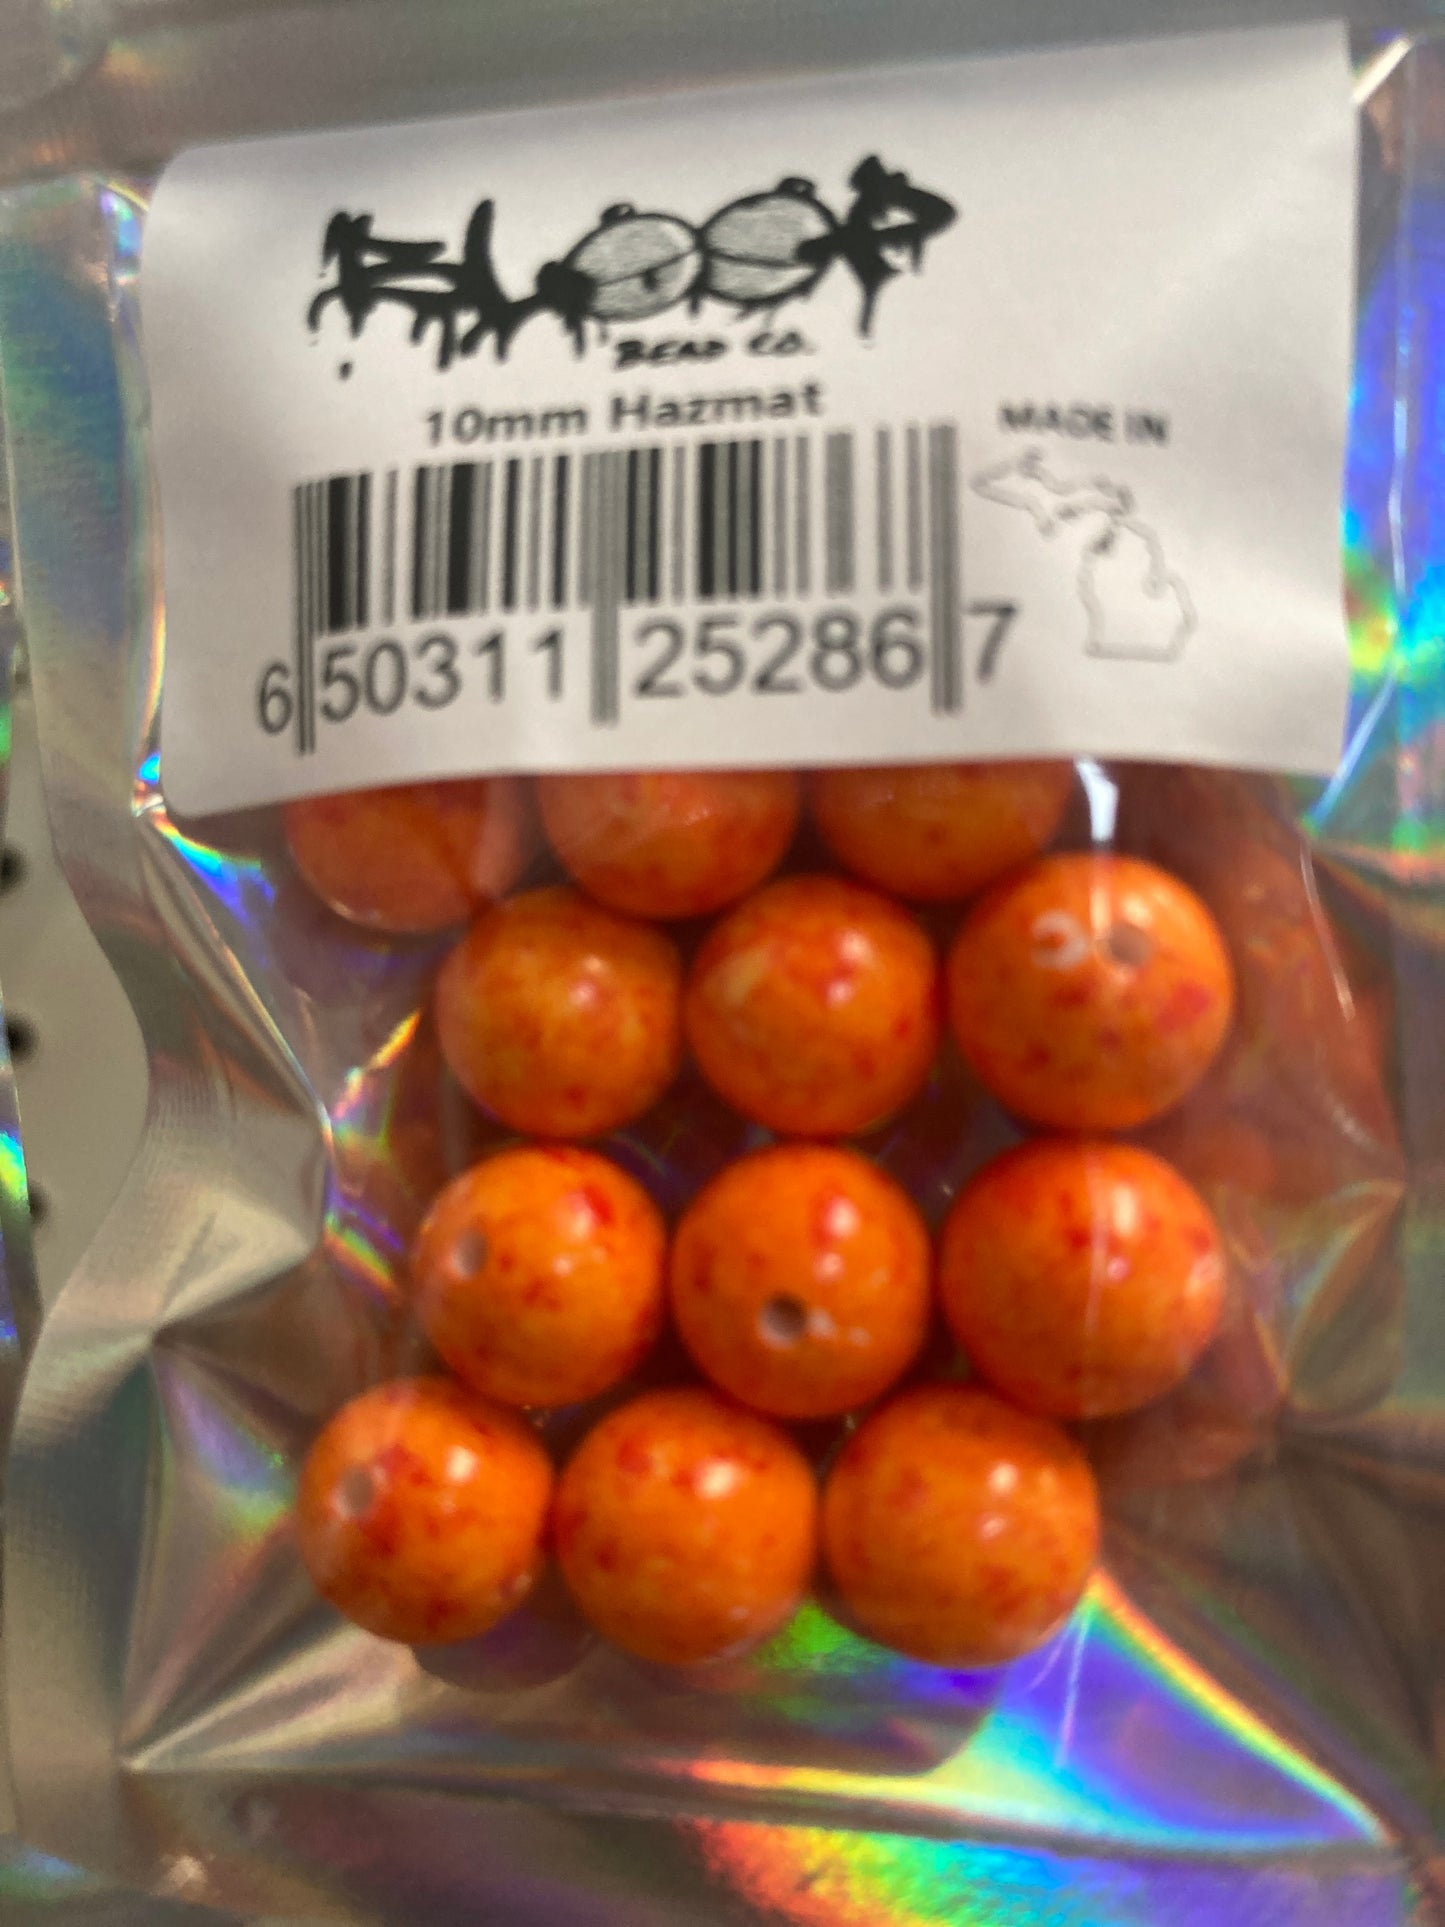 BLOOP
BEAD CO.
10mm Hazmat
MADE IN
6 50311 25286 7